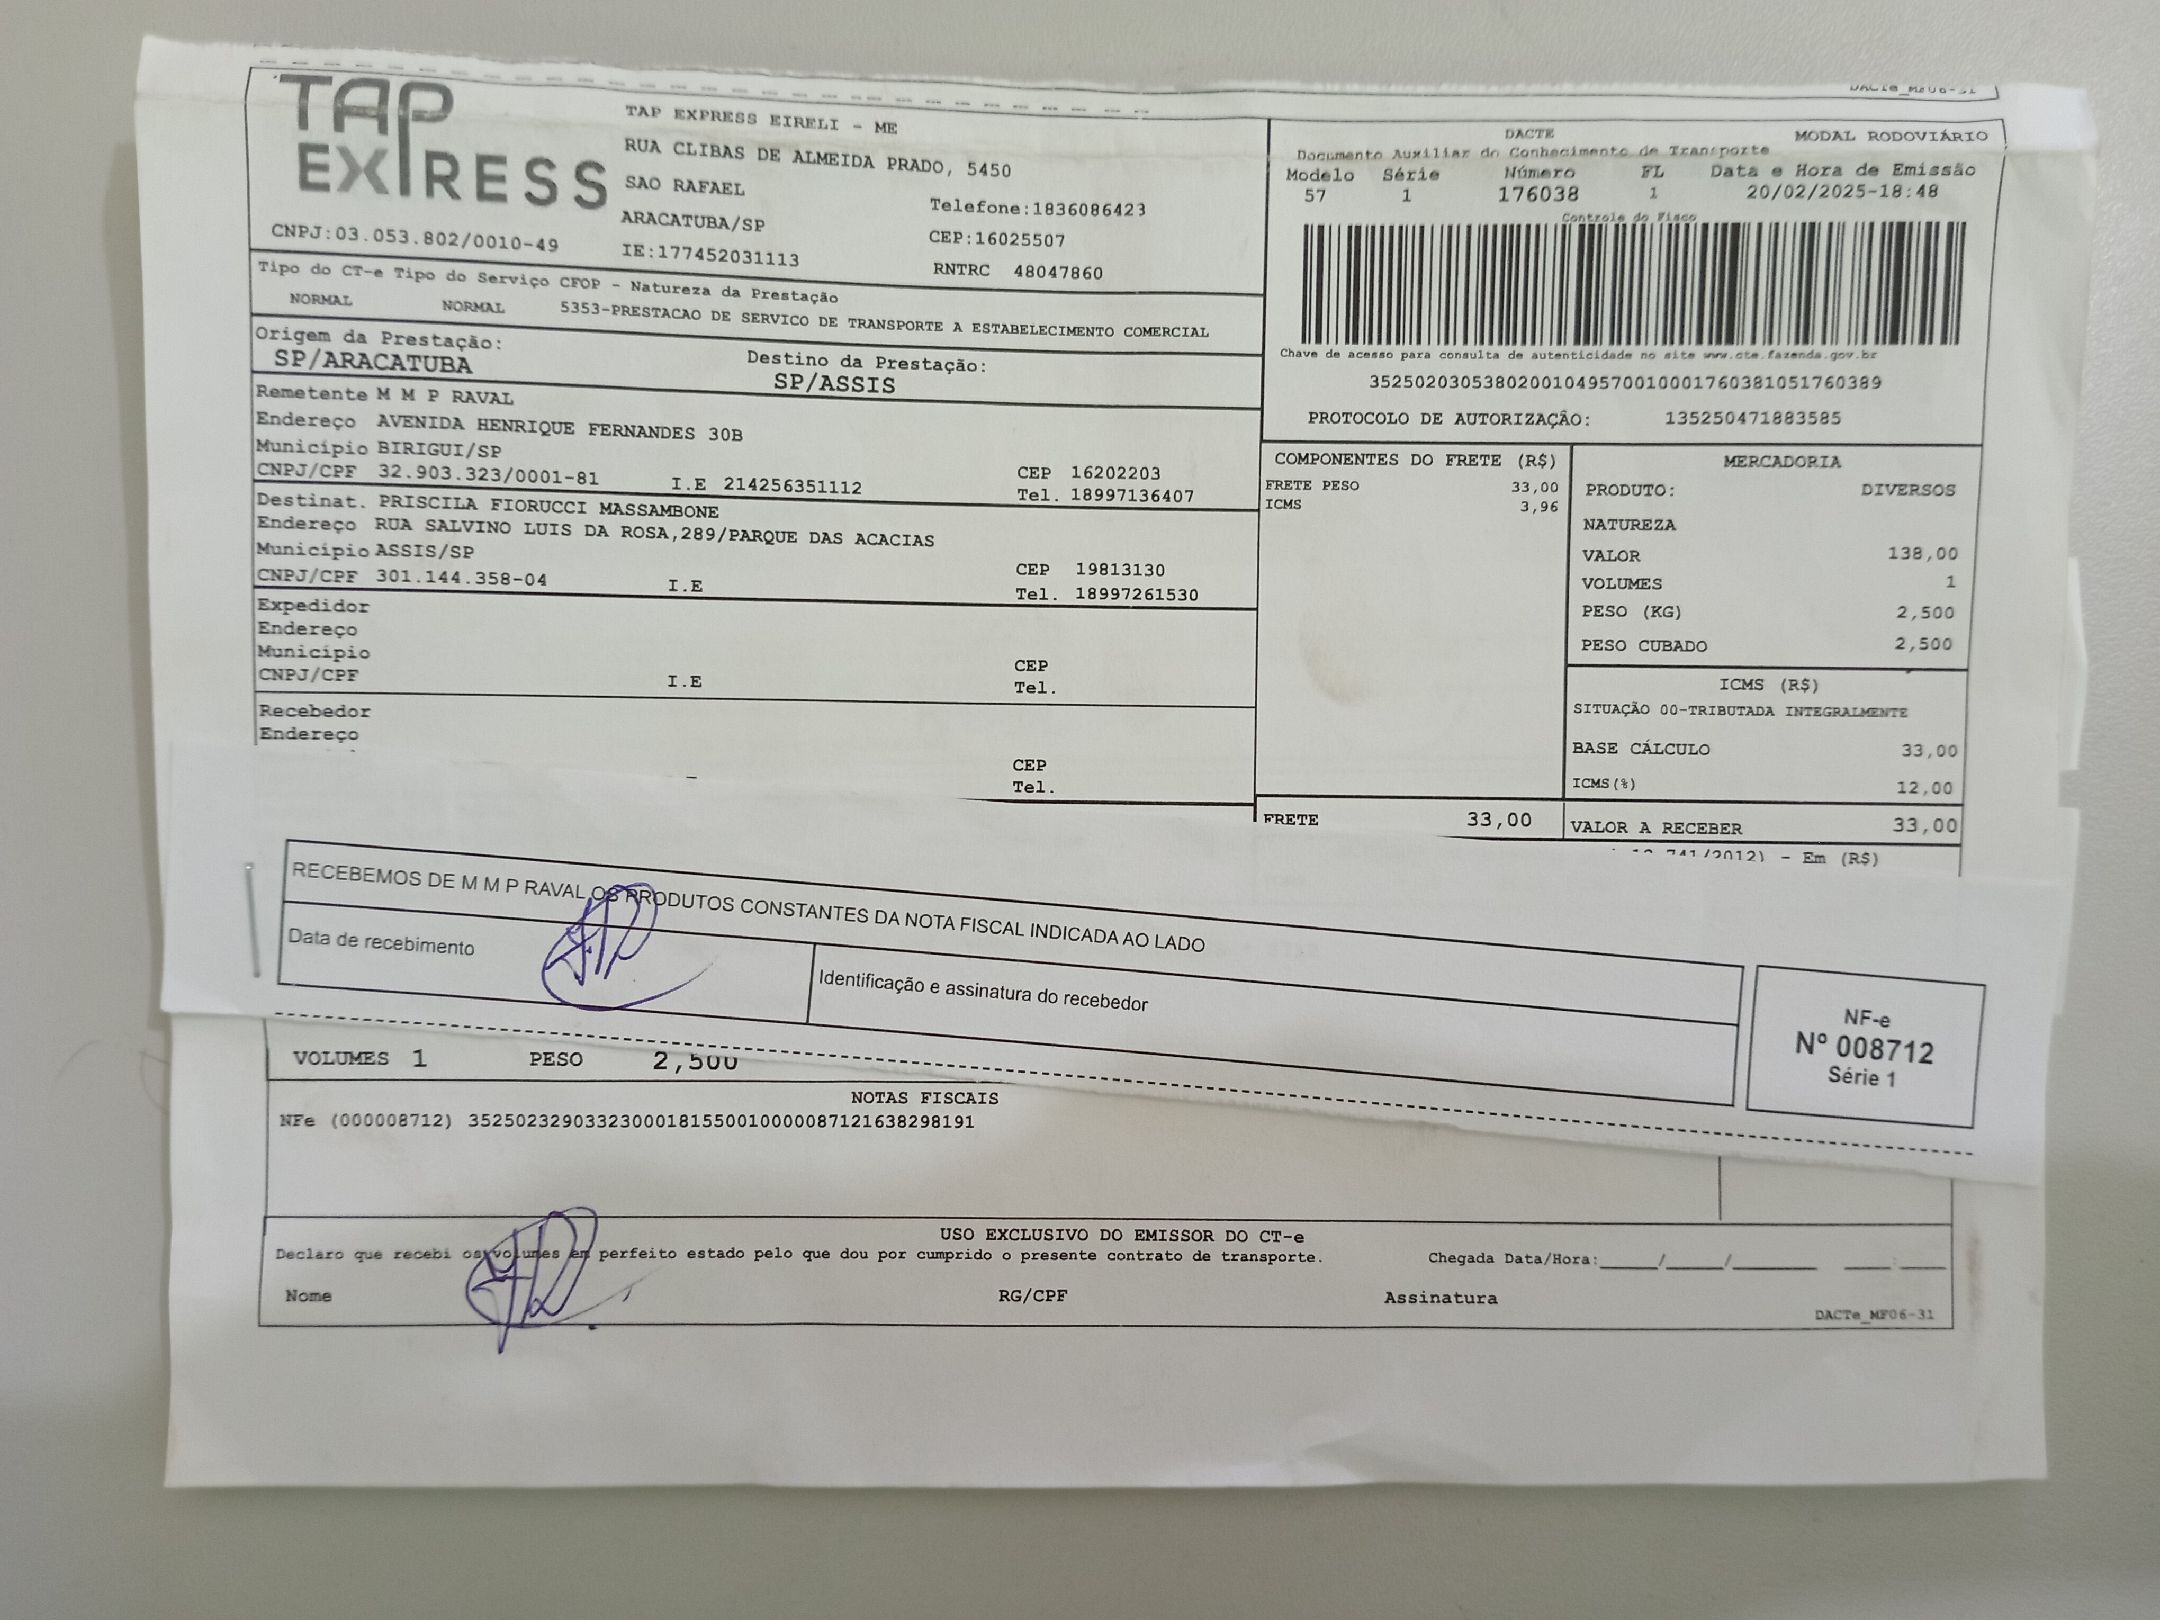 TAP
EXPRESS
TAP EXPRESS EIRELI - ME
RUA CLIBAS DE ALMEIDA PRADO, 5450
SAO RAFAEL
Telefone:1836086423
ARACATUBA/SP
CEP:16025507
CNPJ:03.053.802/0010-49
IE:177452031113
RNTRC 48047860
DACTE
MODAL RODOVIÁRIO
Documento Auxiliar do Conhecimento de Transporte
Modelo Série Número FL Data e Hora de Emissão
57 1 176038 1 20/02/2025-18:48
Controle do Fisco
Chave de acesso para consulta de autenticidade no site www.cte.fazenda.gov.br
35250203053802001049570010001760381051760389
PROTOCOLO DE AUTORIZAÇÃO: 135250471883585
Tipo do CT-e Tipo do Serviço CFOP - Natureza da Prestação
NORMAL NORMAL 5353-PRESTACAO DE SERVICO DE TRANSPORTE A ESTABELECIMENTO COMERCIAL
Origem da Prestação:
SP/ARACATUBA
Destino da Prestação:
SP/ASSIS
Remetente M M P RAVAL
Endereço AVENIDA HENRIQUE FERNANDES 30B
Município BIRIGUI/SP
CEP 16202203
CNPJ/CPF 32.903.323/0001-81 I.E 214256351112
Tel. 18997136407
Destinat. PRISCILA FIORUCCI MASSAMBONE
Endereço RUA SALVINO LUIS DA ROSA,289/PARQUE DAS ACACIAS
Município ASSIS/SP
CEP 19813130
CNPJ/CPF 301.144.358-04 I.E
Tel. 18997261530
Expedidor
Endereço
Município
CEP
CNPJ/CPF I.E
Tel.
Recebedor
Endereço
CEP
Tel.
COMPONENTES DO FRETE (R$)
FRETE PESO 33,00
ICMS 3,96
FRETE 33,00
MERCADORIA
PRODUTO: DIVERSOS
NATUREZA
VALOR 138,00
VOLUMES 1
PESO (KG) 2,500
PESO CUBADO 2,500
ICMS (R$)
SITUAÇÃO 00-TRIBUTADA INTEGRALMENTE
BASE CÁLCULO 33,00
ICMS(%) 12,00
VALOR A RECEBER 33,00
741/2012) - Em (R$)
RECEBEMOS DE M M P RAVAL OS PRODUTOS CONSTANTES DA NOTA FISCAL INDICADA AO LADO
Data de recebimento
Identificação e assinatura do recebedor
NF-e
Nº 008712
Série 1
VOLUMES 1 PESO 2,500
NOTAS FISCAIS
NFe (000008712) 35250232903323000181550010000087121638298191
USO EXCLUSIVO DO EMISSOR DO CT-e
Declaro que recebi os volumes em perfeito estado pelo que dou por cumprido o presente contrato de transporte. Chegada Data/Hora:_____/_____/_______ ____:____
Nome RG/CPF Assinatura
DACTe_MF06-31